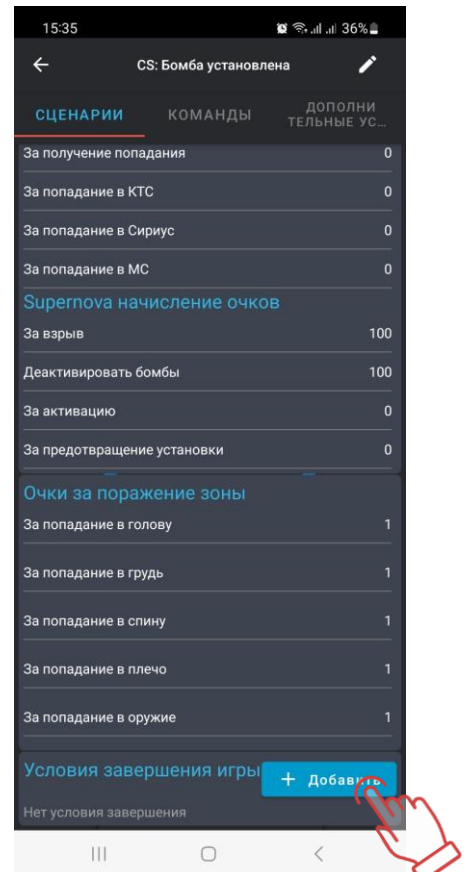 15:35 36%
CS: Бомба установлена
СЦЕНАРИИ КОМАНДЫ ДОПОЛНИ
ТЕЛЬНЫЕ УС...
За получение попадания 0
За попадание в КТС 0
За попадание в Сириус 0
За попадание в МС 0
Supernova начисление очков
За взрыв 100
Деактивировать бомбы 100
За активацию 0
За предотвращение установки 0
Очки за поражение зоны
За попадание в голову 1
За попадание в грудь 1
За попадание в спину 1
За попадание в плечо 1
За попадание в оружие 1
Условия завершения игры + Добавить
Нет условия завершения